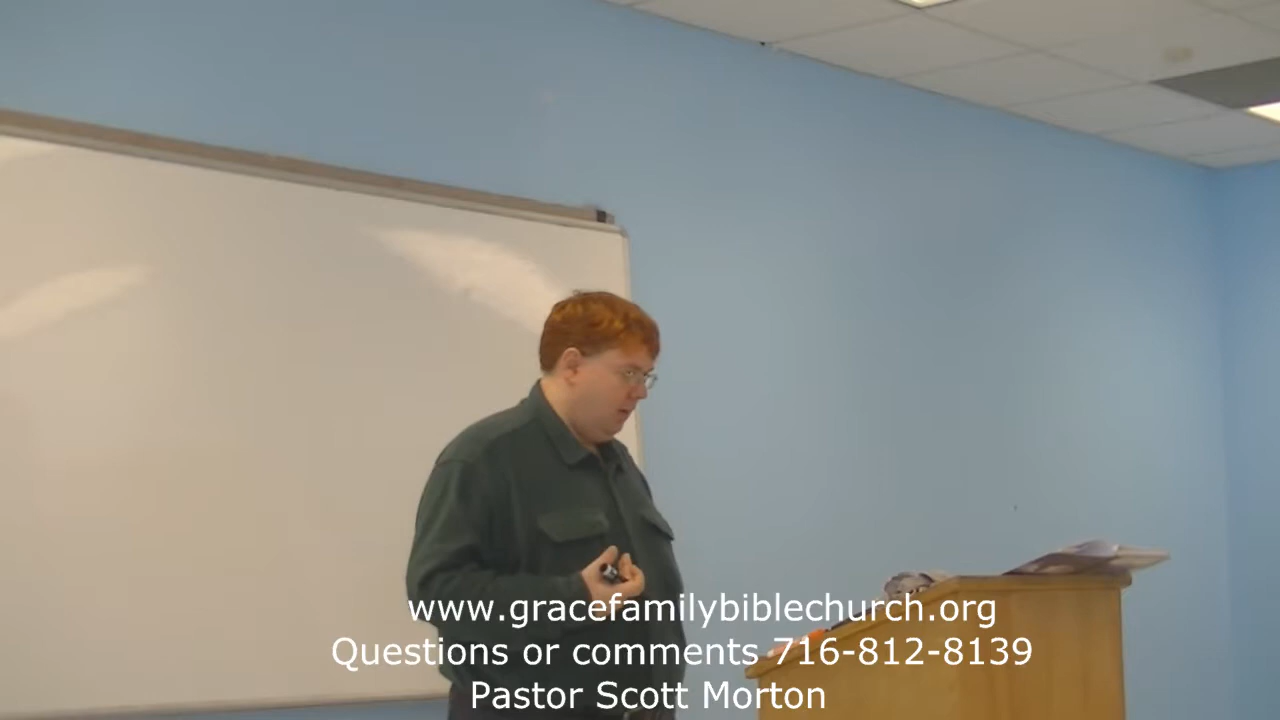 www.gracefamilybiblechurch.org
Questions or comments 716-812-8139
Pastor Scott Morton